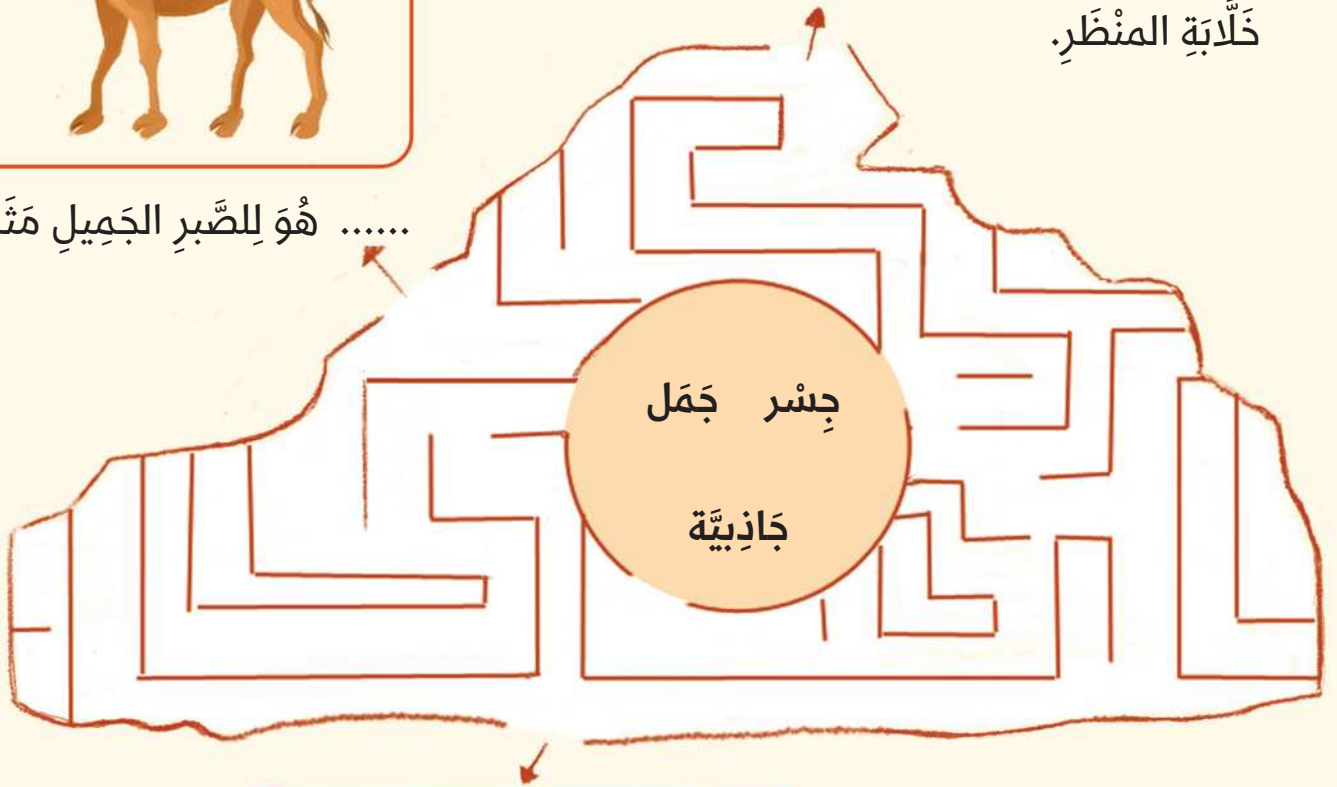 خَلَّابَةِ المنْظَرِ.
...... هُوَ لِلصَّبرِ الجَمِيلِ
جِسْر جَمَل
جَاذِبيَّة